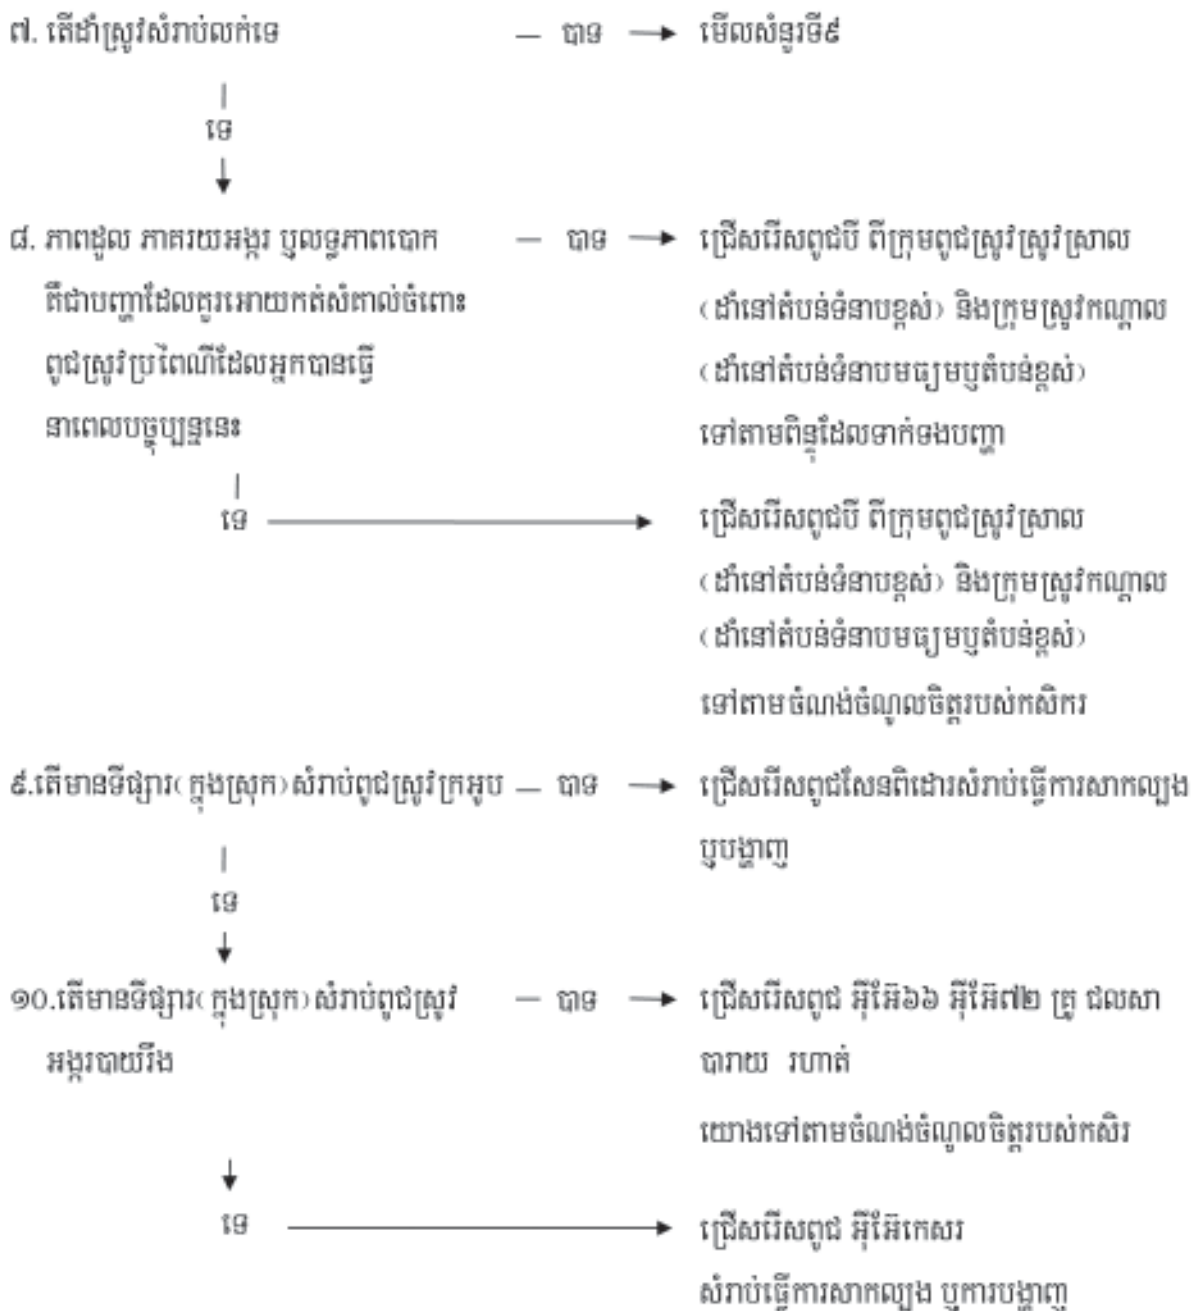 ៧. តើដាំស្រូវសំរាប់លក់ទេ — បាទ → មើលសំនួរទី៩
ទេ
៨. ភាពដួល ភាគរយអង្ករ ឬលទ្ធភាពបោក — បាទ → ជ្រើសរើសពូជបី ពីក្រុមពូជស្រូវស្រូវស្រាល
គឺជាបញ្ហាដែលគួរអោយកត់សំគាល់ចំពោះ (ដាំនៅតំបន់ទំនាបខ្ពស់) និងក្រុមស្រូវកណ្តាល
ពូជស្រូវប្រពៃណីដែលអ្នកបានធ្វើ (ដាំនៅតំបន់ទំនាបមធ្យមឬតំបន់ខ្ពស់)
នាពេលបច្ចុប្បន្ននេះ ទៅតាមពិន្ទុដែលទាក់ទងបញ្ហា
ទេ → ជ្រើសរើសពូជបី ពីក្រុមពូជស្រូវស្រាល
(ដាំនៅតំបន់ទំនាបខ្ពស់) និងក្រុមស្រូវកណ្តាល
(ដាំនៅតំបន់ទំនាបមធ្យមឬតំបន់ខ្ពស់)
ទៅតាមចំណង់ចំណូលចិត្តរបស់កសិករ
៩.តើមានទីផ្សារ(ក្នុងស្រុក)សំរាប់ពូជស្រូវក្រអូប — បាទ → ជ្រើសរើសពូជសែនពិដោរសំរាប់ធ្វើការសាកល្បង
ឬបង្ហាញ
ទេ
១០.តើមានទីផ្សារ(ក្នុងស្រុក)សំរាប់ពូជស្រូវ — បាទ → ជ្រើសរើសពូជ អ៊ីអ៊ែ៦៦ អ៊ីអ៊ែ៧២ គ្រូ ជលសា
អង្ករបាយរឹង បារាយ រហាត់
យោងទៅតាមចំណង់ចំណូលចិត្តរបស់កសិរ
ទេ → ជ្រើសរើសពូជ អ៊ីអ៊ែកេសរ
សំរាប់ធ្វើការសាកល្បង ឬការបង្ហាញ